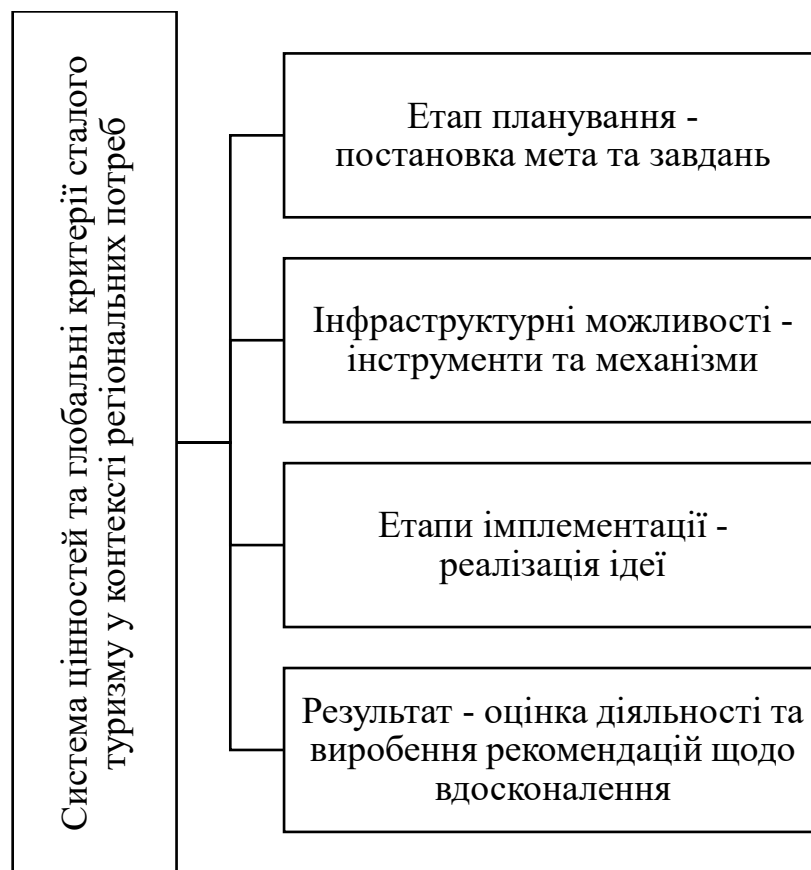 Система цінностей та глобальні критерії сталого
туризму у контексті регіональних потреб
Етап планування -
постановка мета та завдань
Інфраструктурні можливості -
інструменти та механізми
Етапи імплементації -
реалізація ідеї
Результат - оцінка діяльності та
виробення рекомендацій щодо
вдосконалення